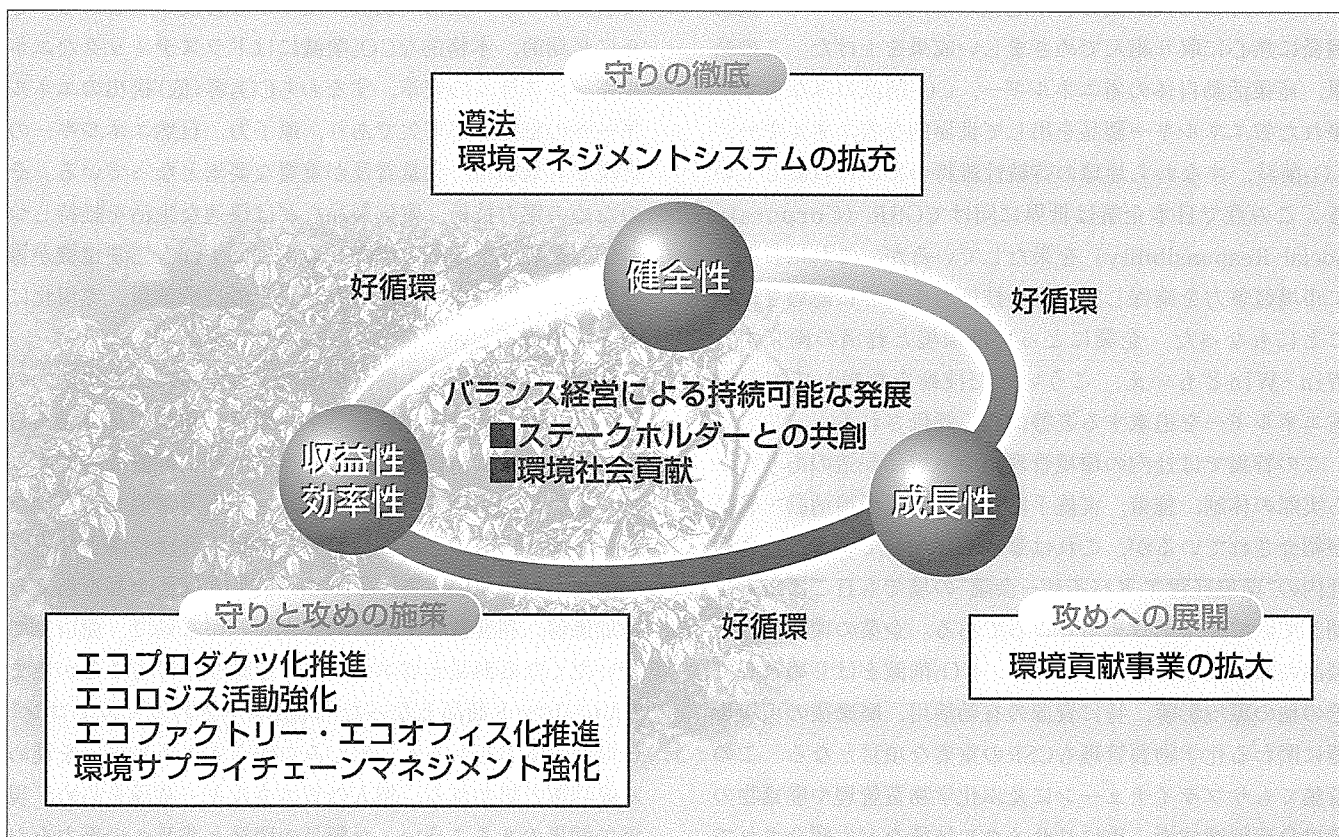 守りの徹底
遵法
環境マネジメントシステムの拡充
好循環
健全性
好循環
バランス経営による持続可能な発展
■ステークホルダーとの共創
■環境社会貢献
収益性
効率性
成長性
守りと攻めの施策
エコプロダクツ化推進
エコロジス活動強化
エコファクトリー・エコオフィス化推進
環境サプライチェーンマネジメント強化
好循環
攻めへの展開
環境貢献事業の拡大